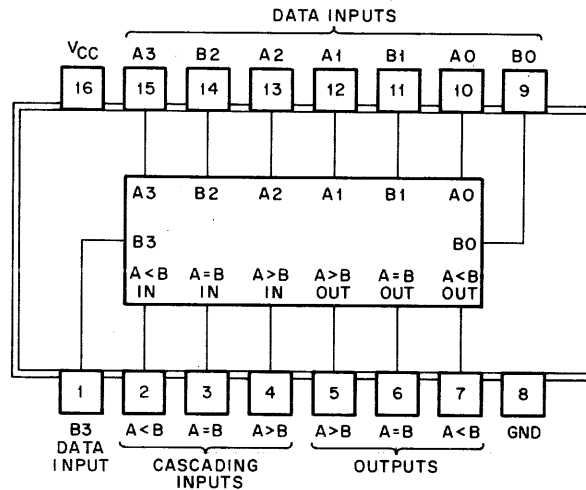 DATA INPUTS
VCC A3 B2 A2 A1 B1 A0 B0
16 15 14 13 12 11 10 9
A3 B2 A2 A1 B1 A0
B3 B0
A<B A=B A>B A>B A=B A<B
IN IN IN OUT OUT OUT
1 2 3 4 5 6 7 8
B3 A<B A=B A>B A>B A=B A<B GND
DATA
INPUT
CASCADING
INPUTS
OUTPUTS